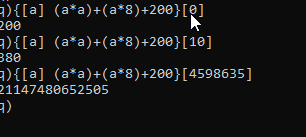 q){[a] (a*a)+(a*8)+200}[0]
200
q){[a] (a*a)+(a*8)+200}[10]
380
q){[a] (a*a)+(a*8)+200}[4598635]
21147480652505
q)